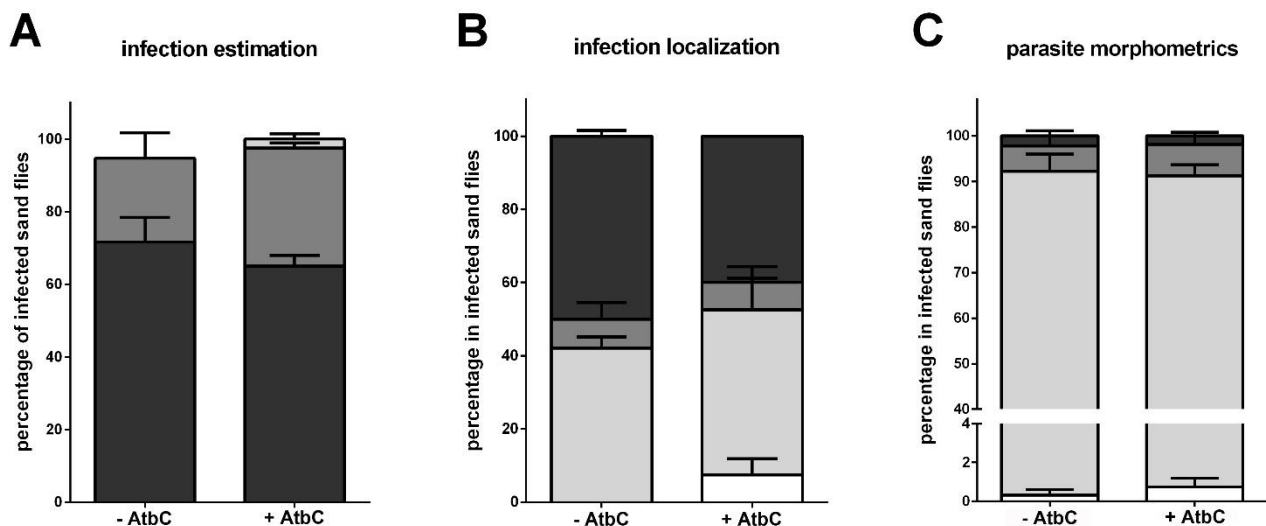 A
infection estimation
percentage of infected sand flies
100
80
60
40
20
0
- AtbC
+ AtbC
B
infection localization
percentage in infected sand flies
100
80
60
40
20
0
- AtbC
+ AtbC
C
parasite morphometrics
percentage in infected sand flies
100
90
80
70
60
50
40
4
2
0
- AtbC
+ AtbC